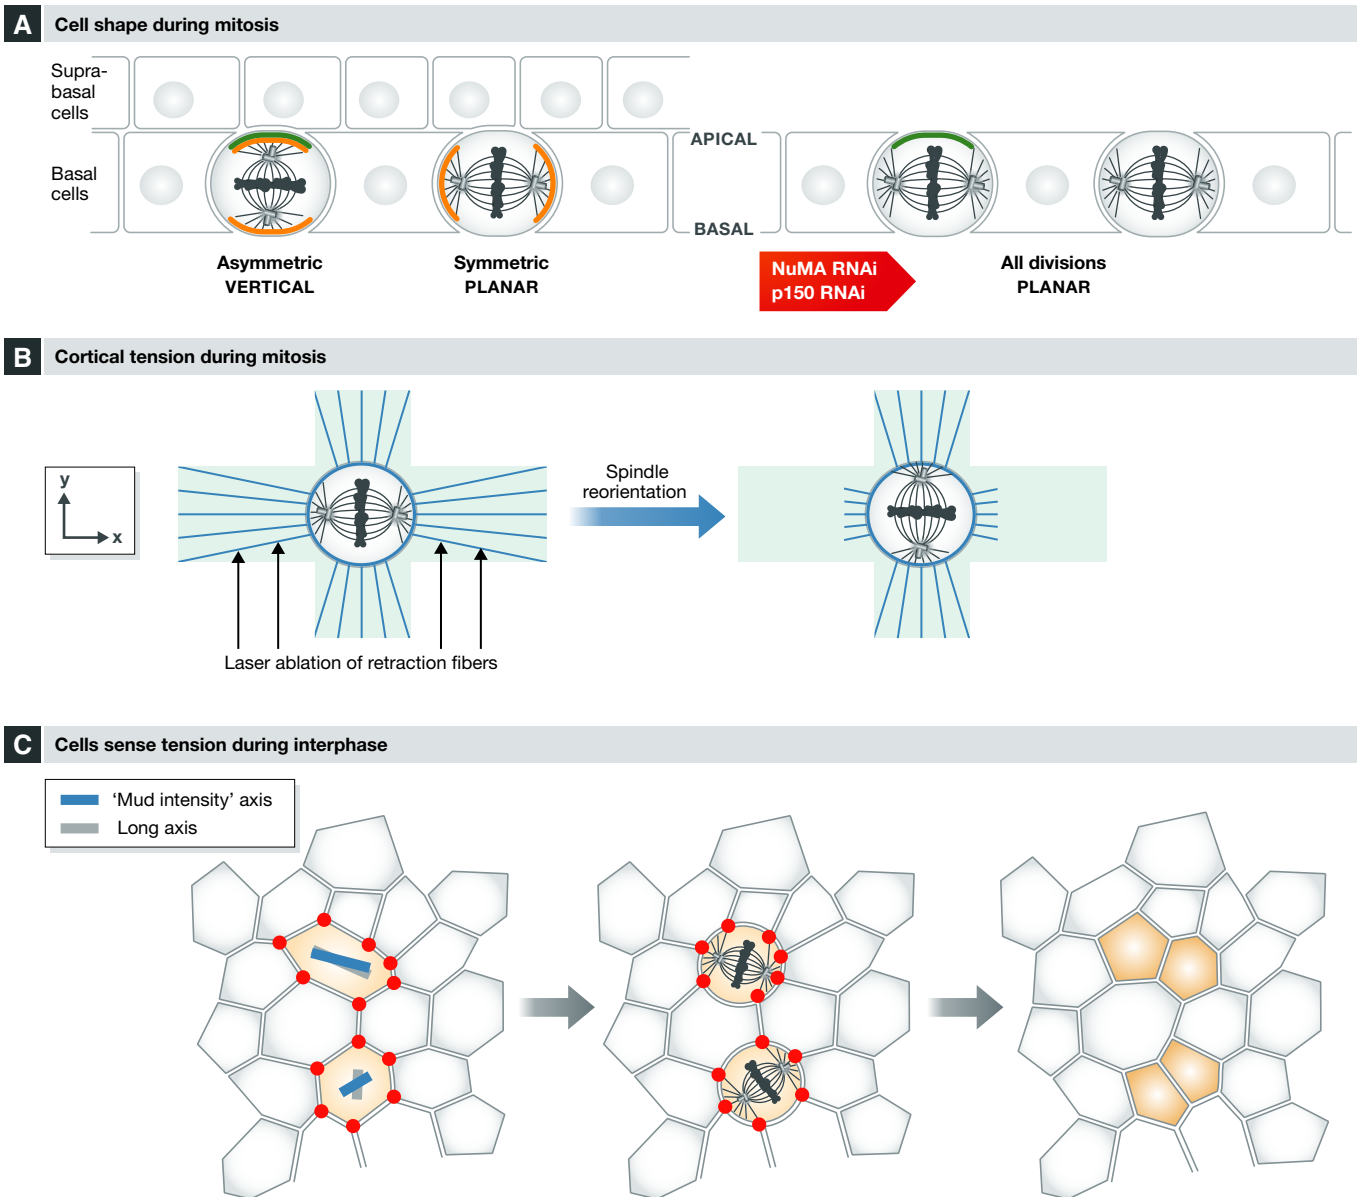 A Cell shape during mitosis
Supra-
basal
cells
Basal
cells
APICAL
BASAL
Asymmetric
VERTICAL
Symmetric
PLANAR
NuMA RNAi
p150 RNAi
All divisions
PLANAR
B Cortical tension during mitosis
y
x
Spindle
reorientation
Laser ablation of retraction fibers
C Cells sense tension during interphase
‘Mud intensity’ axis
Long axis